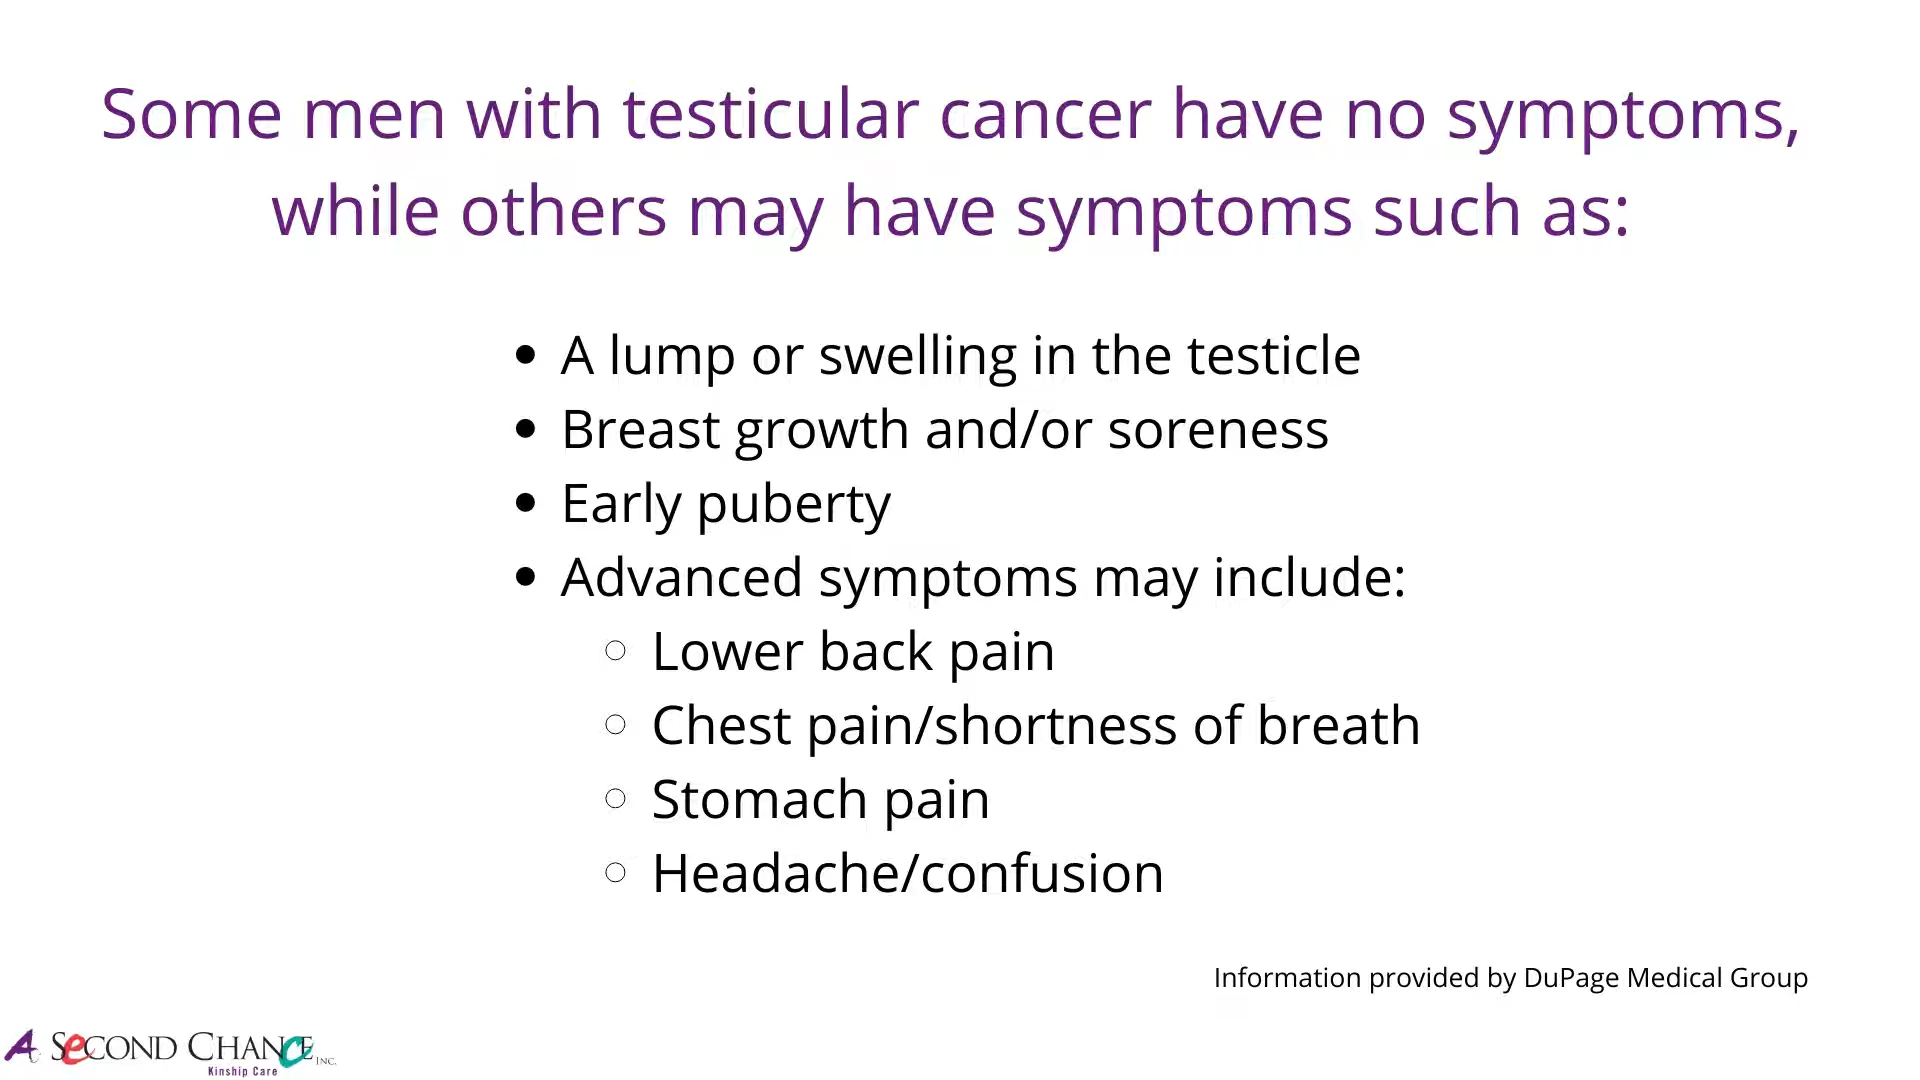 Some men with testicular cancer have no symptoms,
while others may have symptoms such as:
• A lump or swelling in the testicle
• Breast growth and/or soreness
• Early puberty
• Advanced symptoms may include:
○ Lower back pain
○ Chest pain/shortness of breath
○ Stomach pain
○ Headache/confusion
Information provided by DuPage Medical Group
A SECOND CHANCE INC.
Kinship Care